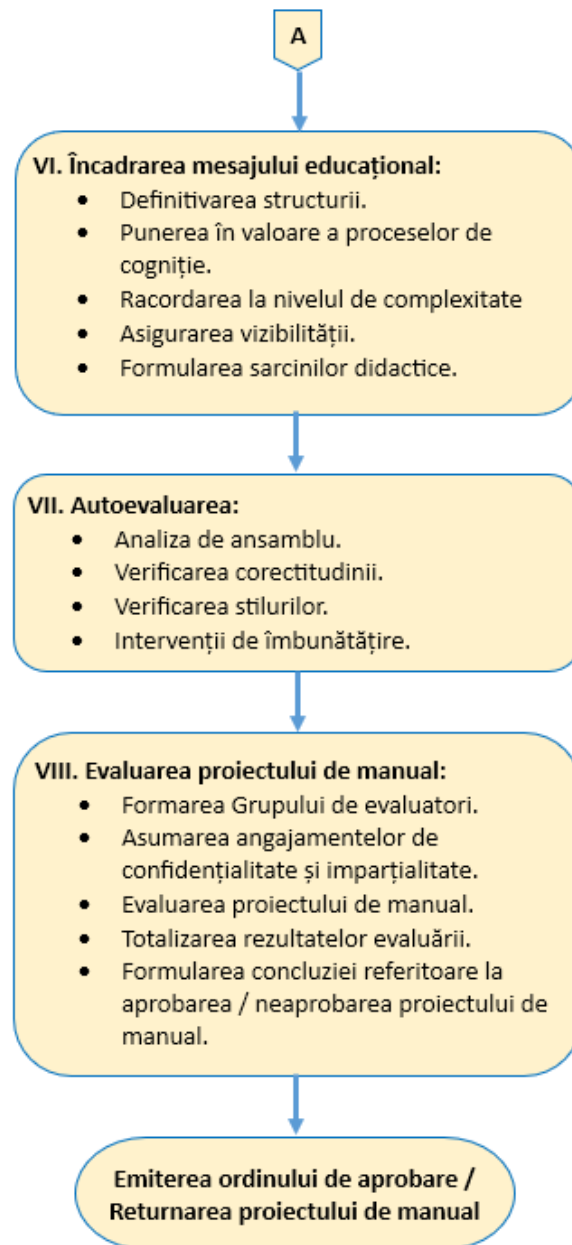 A
VI. Încadrarea mesajului educațional:
• Definitivarea structurii.
• Punerea în valoare a proceselor de
cogniție.
• Racordarea la nivelul de complexitate
• Asigurarea vizibilității.
• Formularea sarcinilor didactice.
VII. Autoevaluarea:
• Analiza de ansamblu.
• Verificarea corectitudinii.
• Verificarea stilurilor.
• Intervenții de îmbunătățire.
VIII. Evaluarea proiectului de manual:
• Formarea Grupului de evaluatori.
• Asumarea angajamentelor de
confidențialitate și imparțialitate.
• Evaluarea proiectului de manual.
• Totalizarea rezultatelor evaluării.
• Formularea concluziei referitoare la
aprobarea / neaprobarea proiectului de
manual.
Emiterea ordinului de aprobare /
Returnarea proiectului de manual